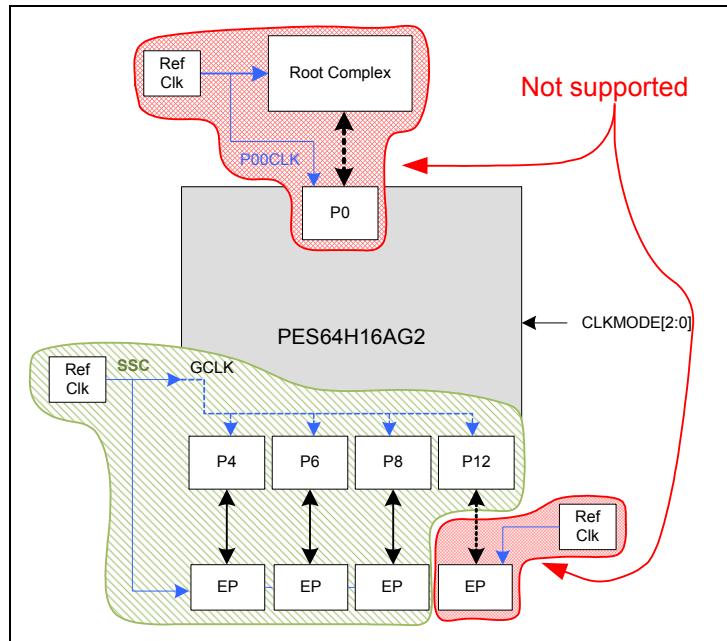 Ref
Clk
Root Complex
Not supported
P00CLK
P0
PES64H16AG2
CLKMODE[2:0]
Ref
Clk
SSC
GCLK
P4
P6
P8
P12
Ref
Clk
EP
EP
EP
EP